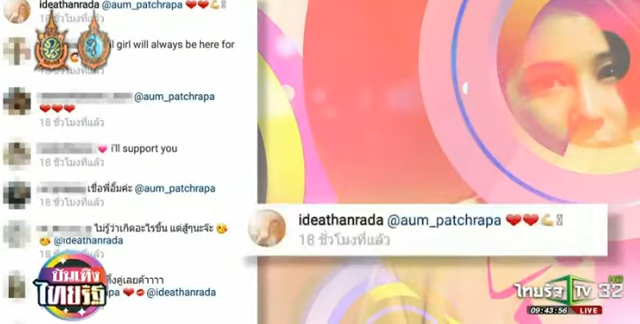 ideathanrada @aum_patchrapa ❤❤💪
18 ชั่วโมงที่แล้ว
girl will always be here for
@aum_patchrapa
❤❤❤
18 ชั่วโมงที่แล้ว
💗 i'll support you
18 ชั่วโมงที่แล้ว
เชื่อพี่อั้มค่ะ @aum_patchrapa
18 ชั่วโมงที่แล้ว
ไม่รู้ว่าเกิดอะไรขึ้น แต่สู้ๆนะจ๊ะ 😘
😘 @ideathanrada
❤💋@ideathanrada
ideathanrada @aum_patchrapa ❤❤💪
18 ชั่วโมงที่แล้ว
บันเทิง
ไทยรัฐ
ไทยรัฐ TV 32
09:43:56 LIVE